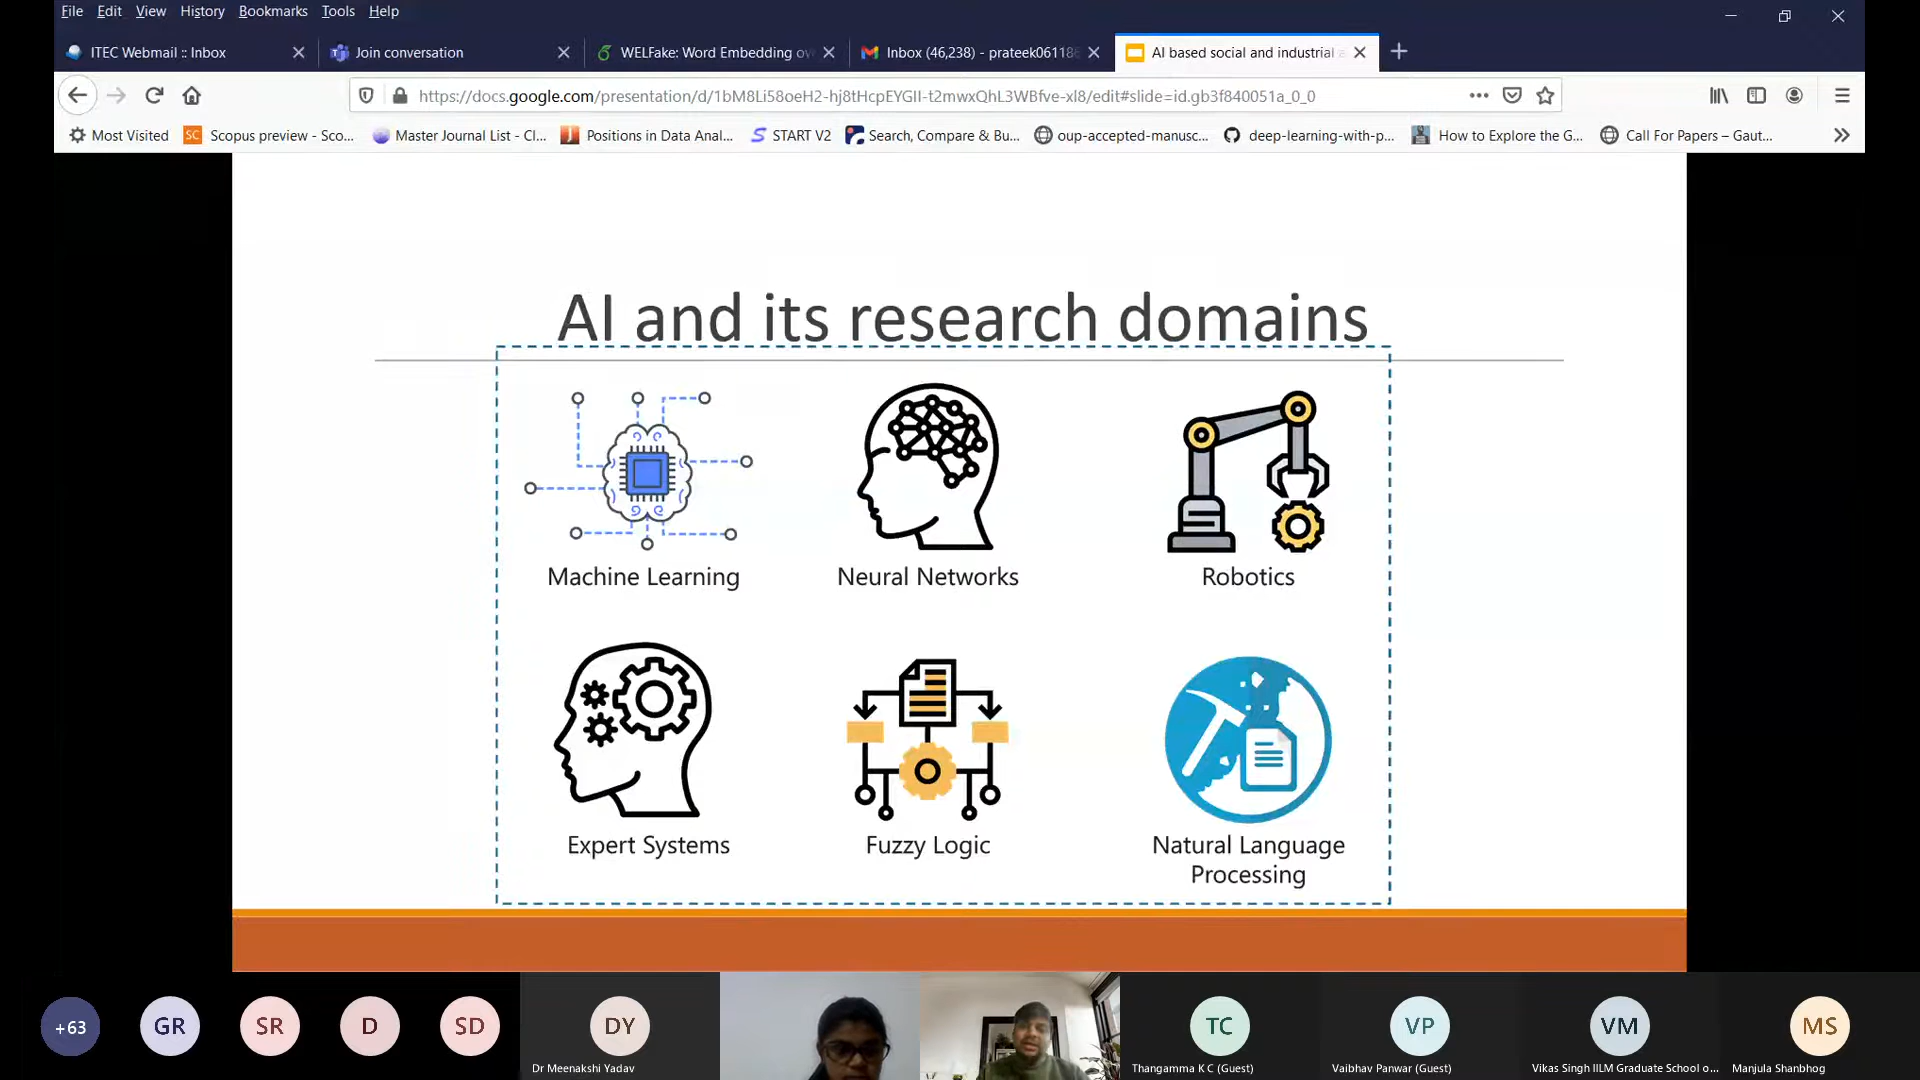 File Edit View History Bookmarks Tools Help
ITEC Webmail :: Inbox
Join conversation
WELFake: Word Embedding ov
Inbox (46,238) - prateek06118
AI based social and industrial a
https://docs.google.com/presentation/d/1bM8Li58oeH2-hj8tHcpEYGII-t2mwxQhL3WBfve-xI8/edit#slide=id.gb3f840051a_0_0
Most Visited
SC Scopus preview - Sco...
Master Journal List - Cl...
Positions in Data Anal...
START V2
Search, Compare & Bu...
oup-accepted-manusc...
deep-learning-with-p...
How to Explore the G...
Call For Papers – Gaut...
AI and its research domains
Machine Learning
Neural Networks
Robotics
Expert Systems
Fuzzy Logic
Natural Language
Processing
+63
GR
SR
D
SD
DY
TC
VP
VM
MS
Dr Meenakshi Yadav
Thangamma K C (Guest)
Vaibhav Panwar (Guest)
Vikas Singh IILM Graduate School o...
Manjula Shanbhog